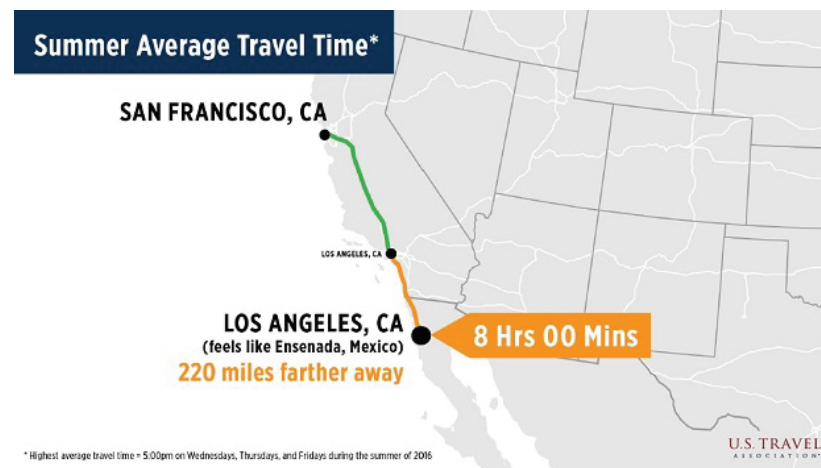 Summer Average Travel Time*
SAN FRANCISCO, CA
LOS ANGELES, CA
LOS ANGELES, CA
(feels like Ensenada, Mexico)
220 miles farther away
8 Hrs 00 Mins
* Highest average travel time = 5:00pm on Wednesdays, Thursdays, and Fridays during the summer of 2016
U.S. TRAVEL
ASSOCIATION®